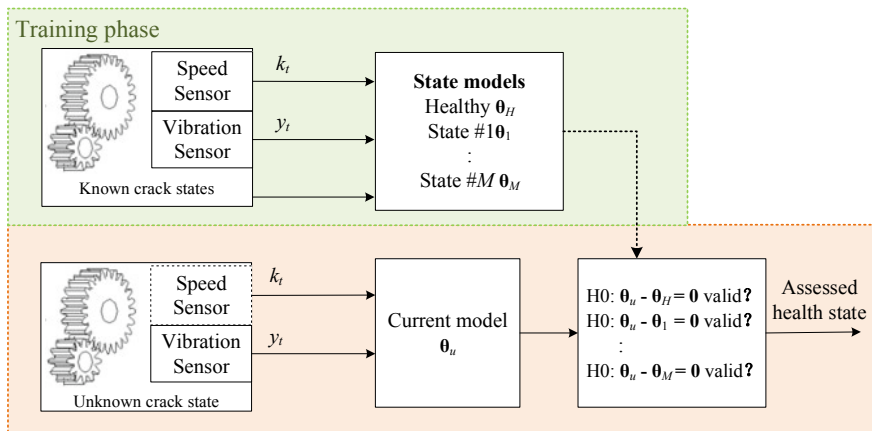 Training phase
Speed
Sensor
Vibration
Sensor
Known crack states
k_t
y_t
State models
Healthy θ_H
State #1θ_1
:
State #M θ_M
Speed
Sensor
Vibration
Sensor
Unknown crack state
k_t
y_t
Current model
θ_u
H0: θ_u - θ_H = 0 valid?
H0: θ_u - θ_1 = 0 valid?
:
H0: θ_u - θ_M = 0 valid?
Assessed
health state